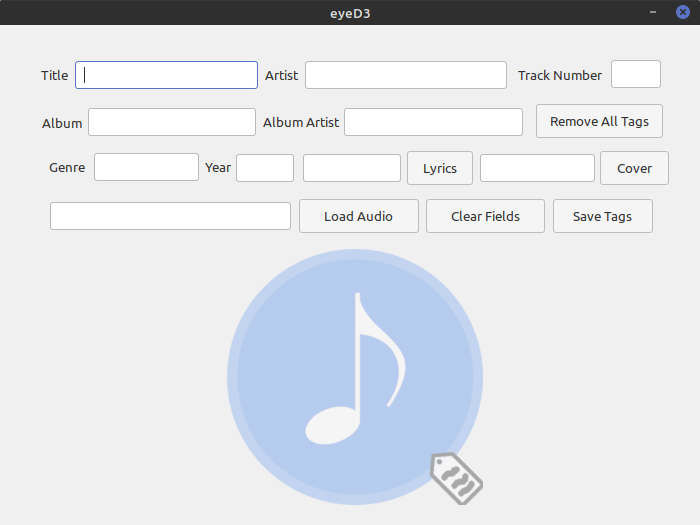 eyeD3
Title Artist Track Number
Album Album Artist Remove All Tags
Genre Year Lyrics Cover
Load Audio Clear Fields Save Tags